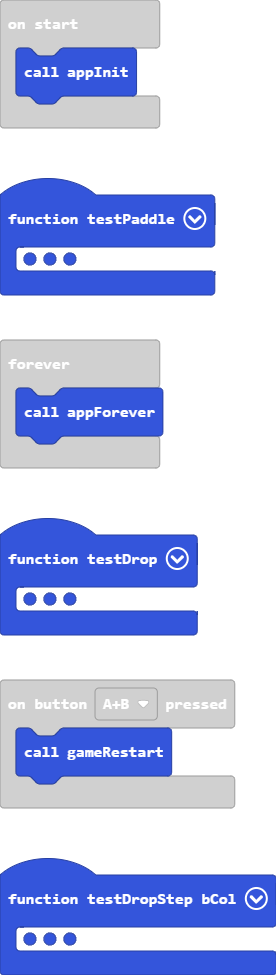 on start
call appInit
function testPaddle
forever
call appForever
function testDrop
on button A+B pressed
call gameRestart
function testDropStep bCol